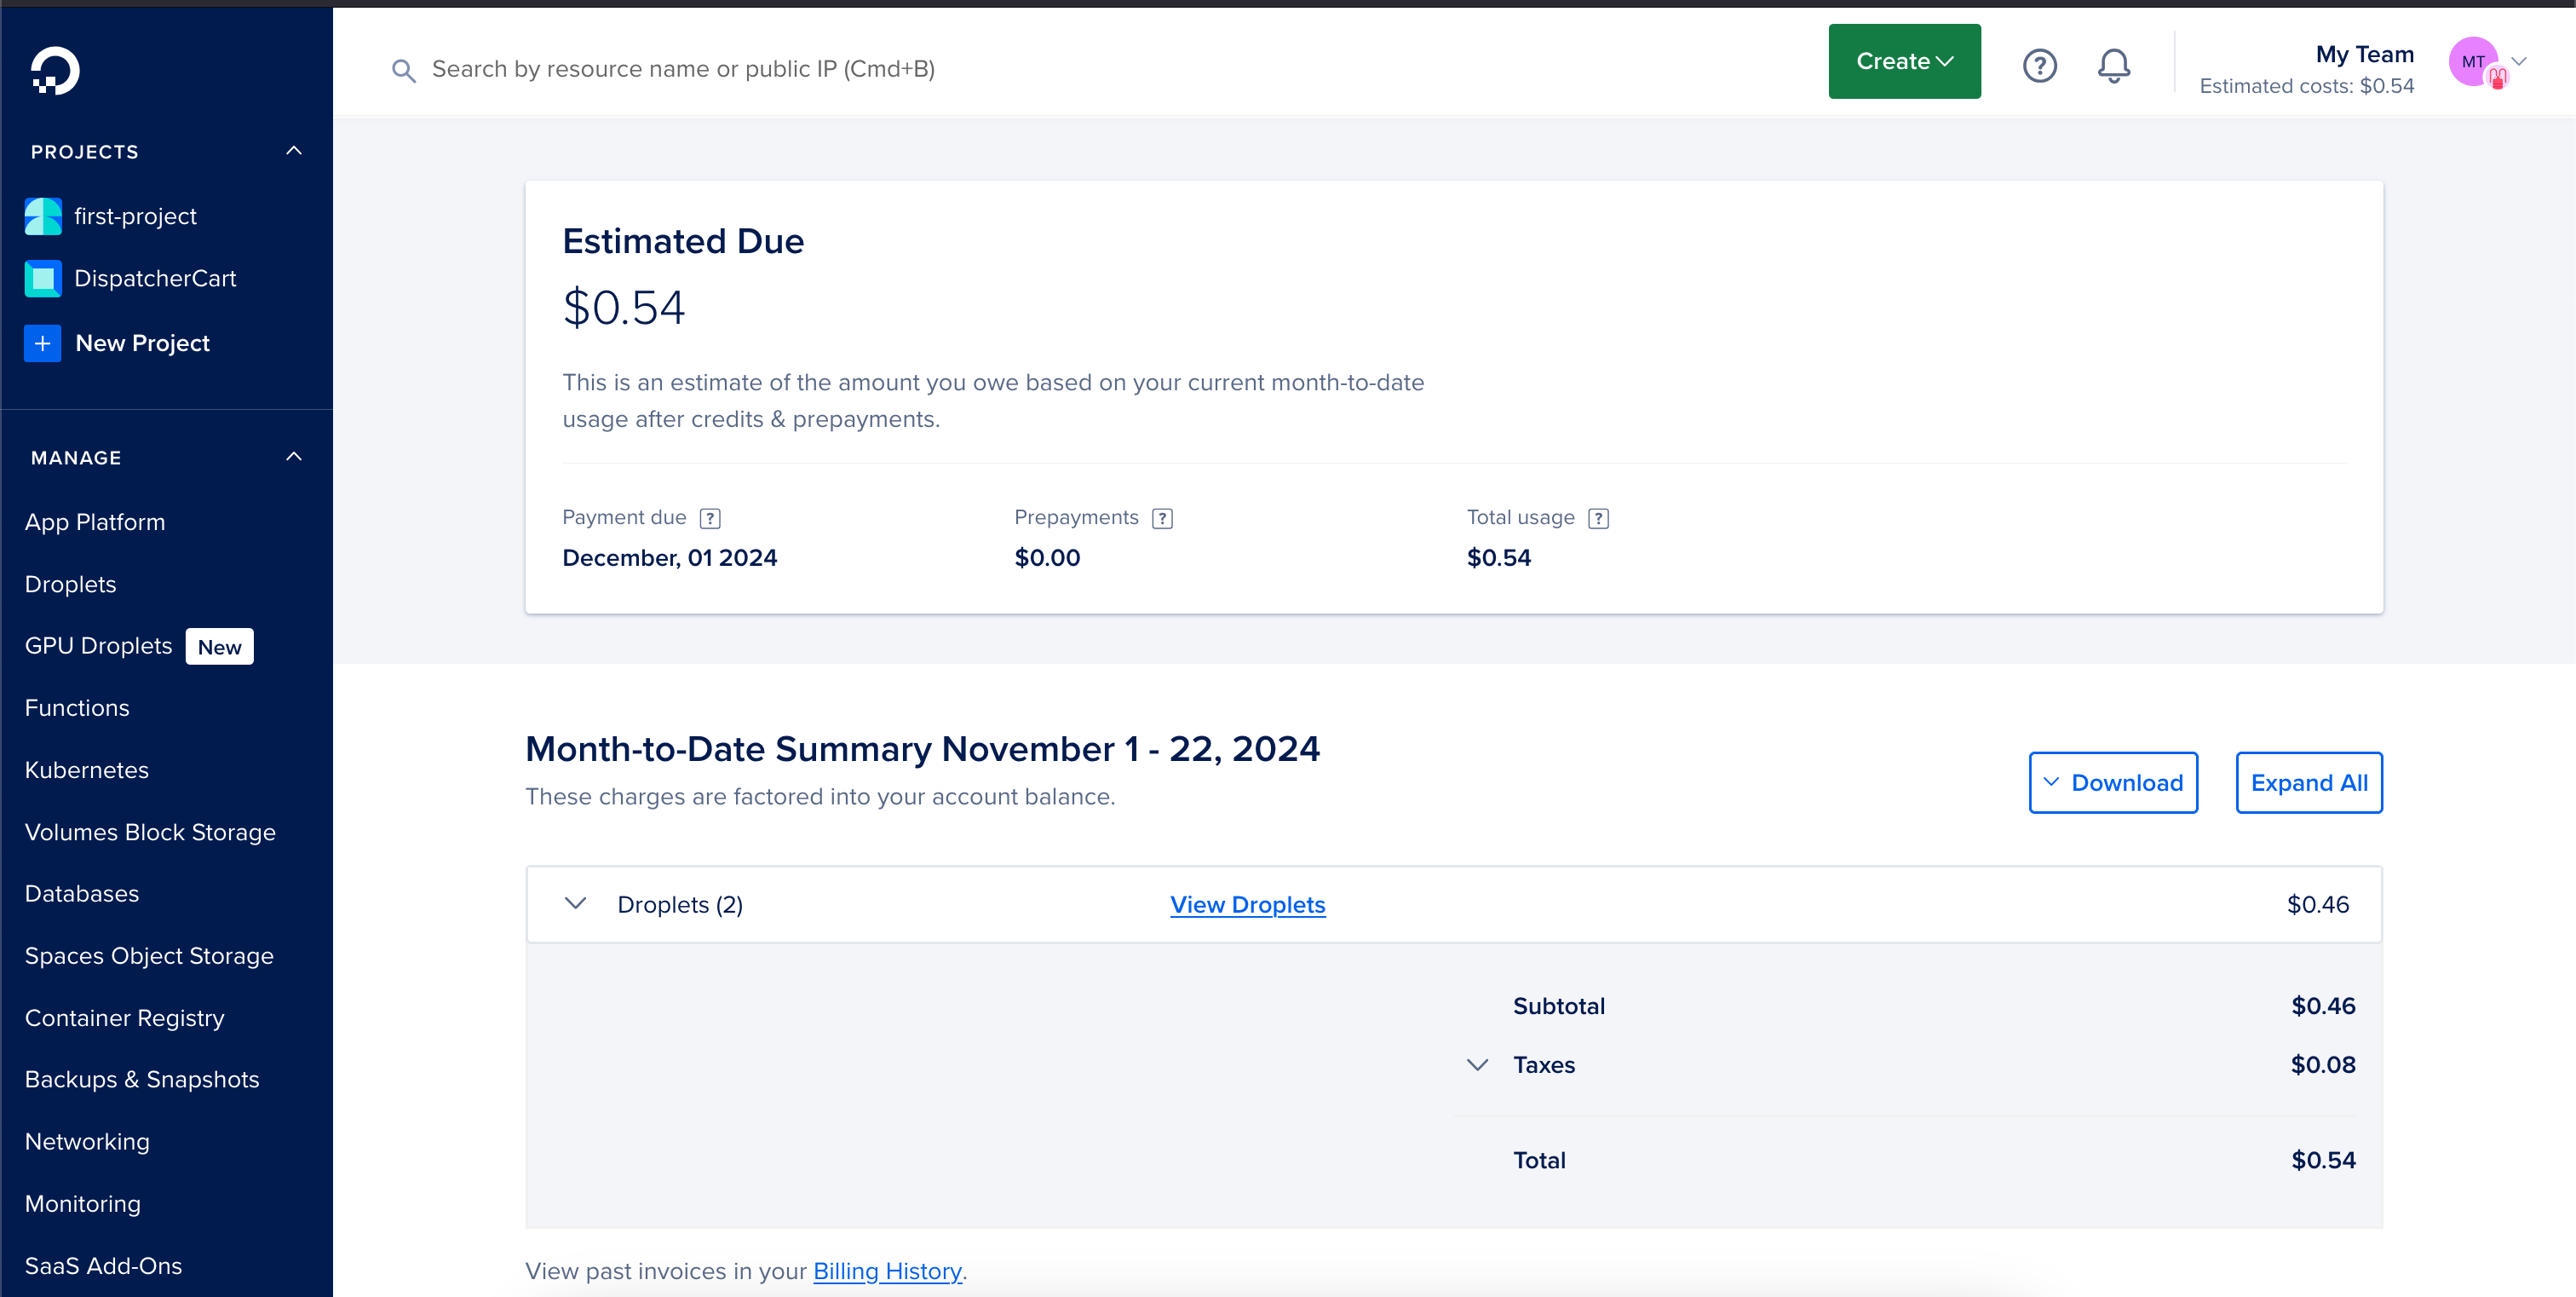 PROJECTS
first-project
DispatcherCart
+ New Project
MANAGE
App Platform
Droplets
GPU Droplets New
Functions
Kubernetes
Volumes Block Storage
Databases
Spaces Object Storage
Container Registry
Backups & Snapshots
Networking
Monitoring
SaaS Add-Ons
Search by resource name or public IP (Cmd+B)
Create
?
My Team
Estimated costs: $0.54
MT
Estimated Due
$0.54
This is an estimate of the amount you owe based on your current month-to-date
usage after credits & prepayments.
Payment due ?
December, 01 2024
Prepayments ?
$0.00
Total usage ?
$0.54
Month-to-Date Summary November 1 - 22, 2024
These charges are factored into your account balance.
Download
Expand All
Droplets (2) View Droplets $0.46
Subtotal $0.46
Taxes $0.08
Total $0.54
View past invoices in your Billing History.